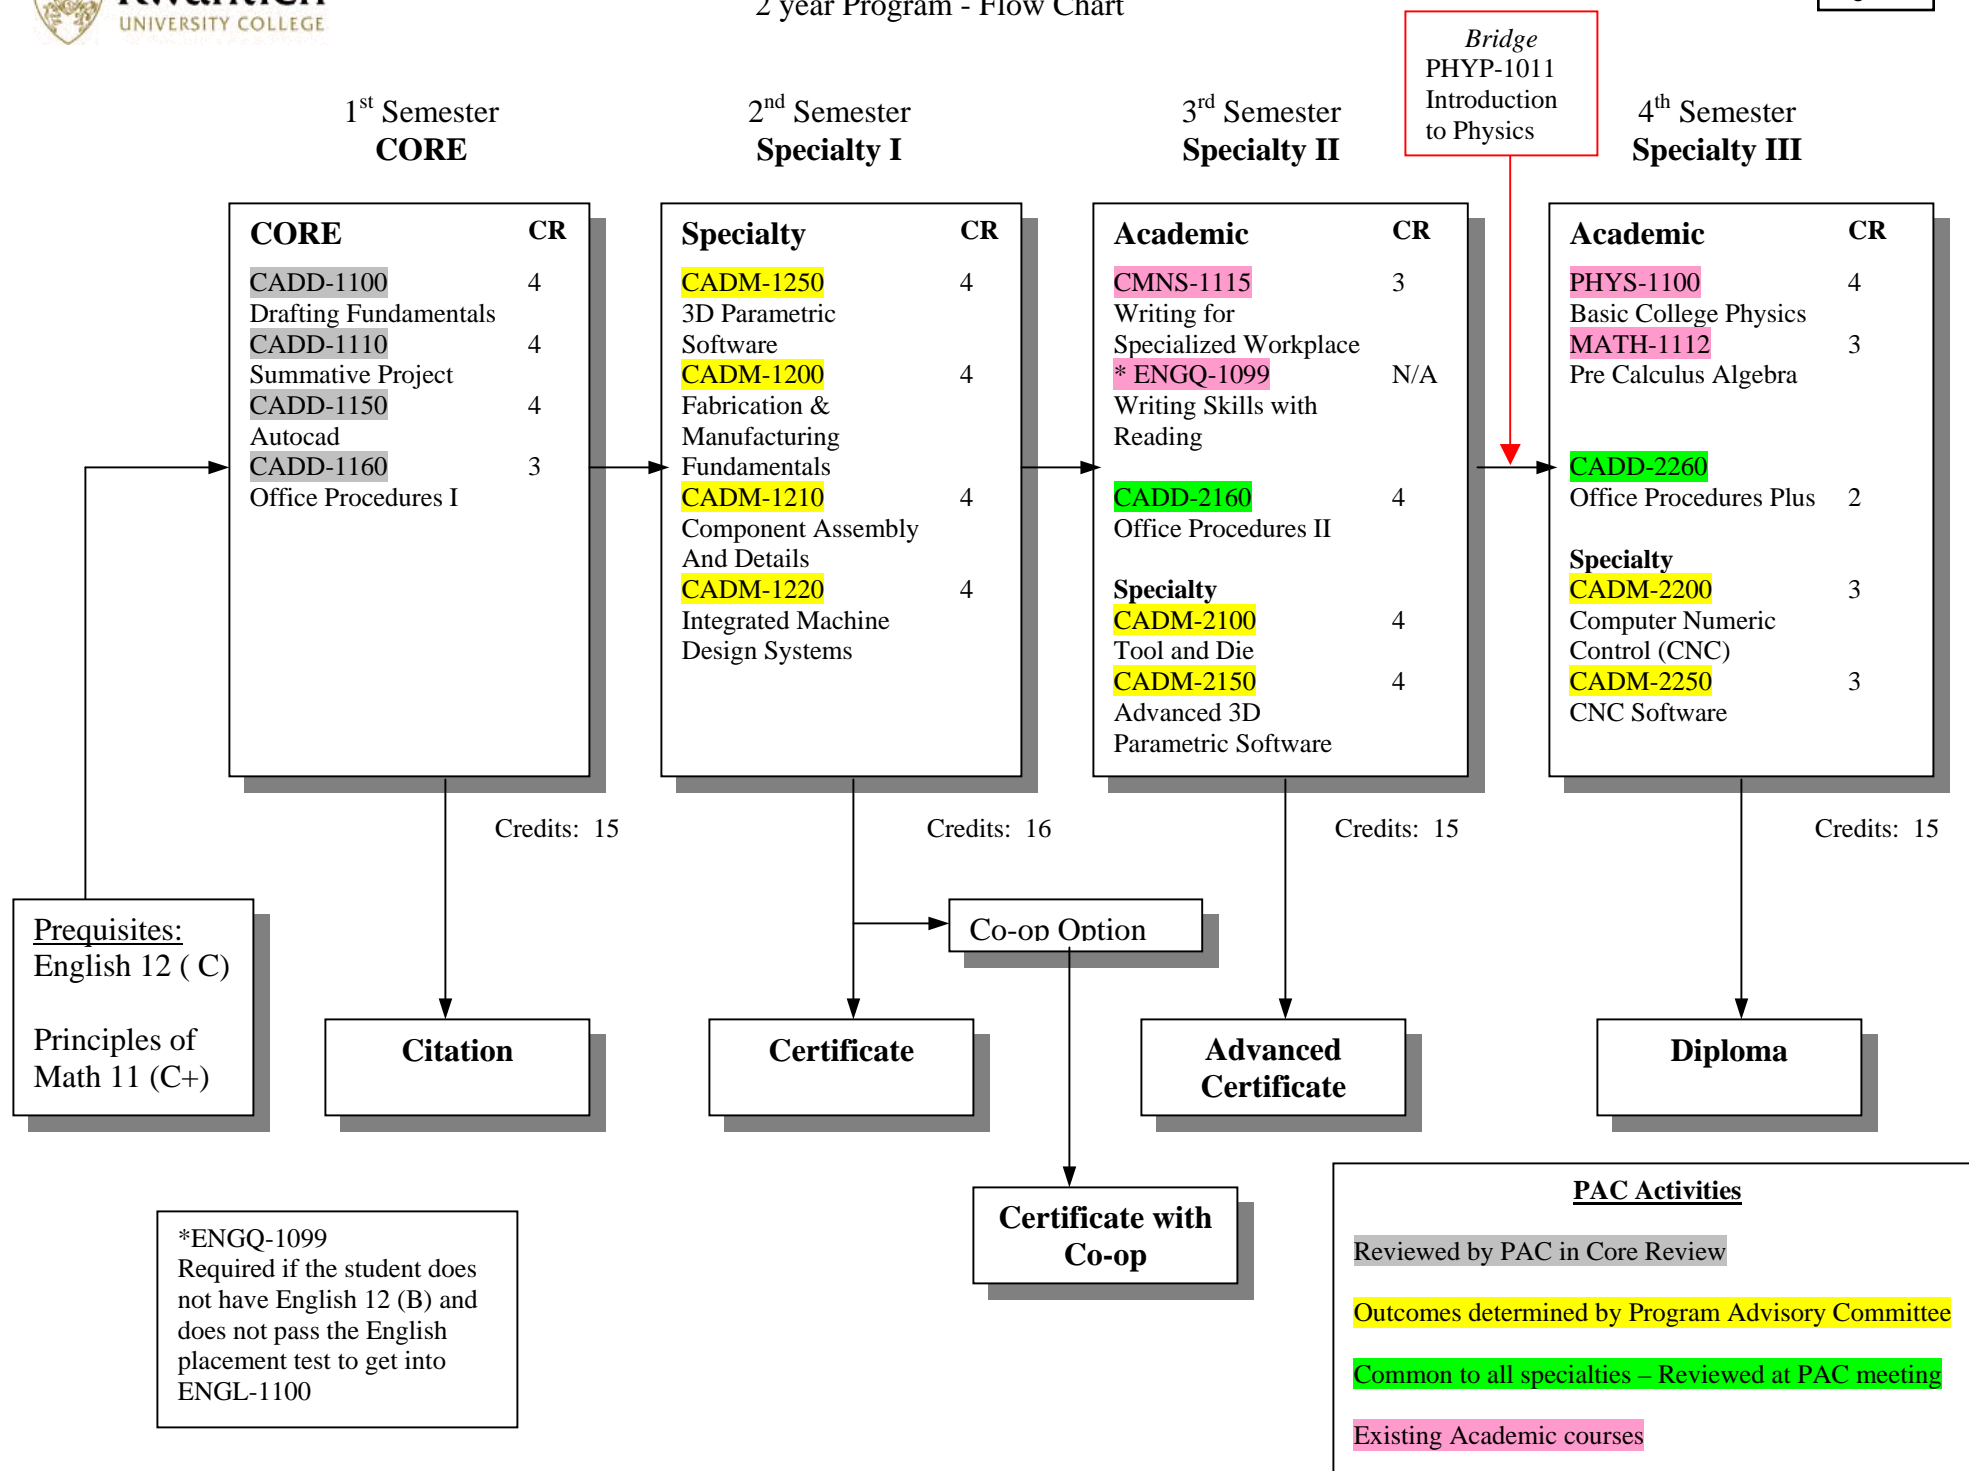 UNIVERSITY COLLEGE
2 year Program - Flow Chart
Bridge
PHYP-1011
Introduction
to Physics
1st Semester
CORE
2nd Semester
Specialty I
3rd Semester
Specialty II
4th Semester
Specialty III
CORE CR
CADD-1100 4
Drafting Fundamentals
CADD-1110 4
Summative Project
CADD-1150 4
Autocad
CADD-1160 3
Office Procedures I
Specialty CR
CADM-1250 4
3D Parametric
Software
CADM-1200 4
Fabrication &
Manufacturing
Fundamentals
CADM-1210 4
Component Assembly
And Details
CADM-1220 4
Integrated Machine
Design Systems
Academic CR
CMNS-1115 3
Writing for
Specialized Workplace
* ENGQ-1099 N/A
Writing Skills with
Reading
CADD-2160 4
Office Procedures II
Specialty
CADM-2100 4
Tool and Die
CADM-2150 4
Advanced 3D
Parametric Software
Academic CR
PHYS-1100 4
Basic College Physics
MATH-1112 3
Pre Calculus Algebra
CADD-2260
Office Procedures Plus 2
Specialty
CADM-2200 3
Computer Numeric
Control (CNC)
CADM-2250 3
CNC Software
Credits: 15
Credits: 16
Credits: 15
Credits: 15
Prequisites:
English 12 ( C)
Principles of
Math 11 (C+)
Co-op Option
Citation
Certificate
Advanced
Certificate
Diploma
Certificate with
Co-op
*ENGQ-1099
Required if the student does
not have English 12 (B) and
does not pass the English
placement test to get into
ENGL-1100
PAC Activities
Reviewed by PAC in Core Review
Outcomes determined by Program Advisory Committee
Common to all specialties – Reviewed at PAC meeting
Existing Academic courses